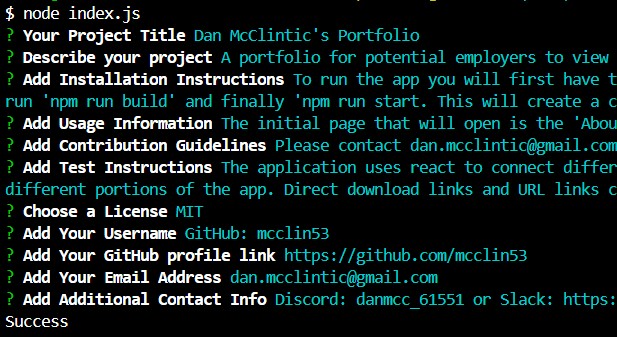 $ node index.js
? Your Project Title Dan McClintic's Portfolio
? Describe your project A portfolio for potential employers to view
? Add Installation Instructions To run the app you will first have t
run 'npm run build' and finally 'npm run start. This will create a c
? Add Usage Information The initial page that will open is the 'Abou
? Add Contribution Guidelines Please contact dan.mcclintic@gmail.com
? Add Test Instructions The application uses react to connect differ
different portions of the app. Direct download links and URL links c
? Choose a License MIT
? Add Your Username GitHub: mcclin53
? Add Your GitHub profile link https://github.com/mcclin53
? Add Your Email Address dan.mcclintic@gmail.com
? Add Additional Contact Info Discord: danmcc_61551 or Slack: https:
Success